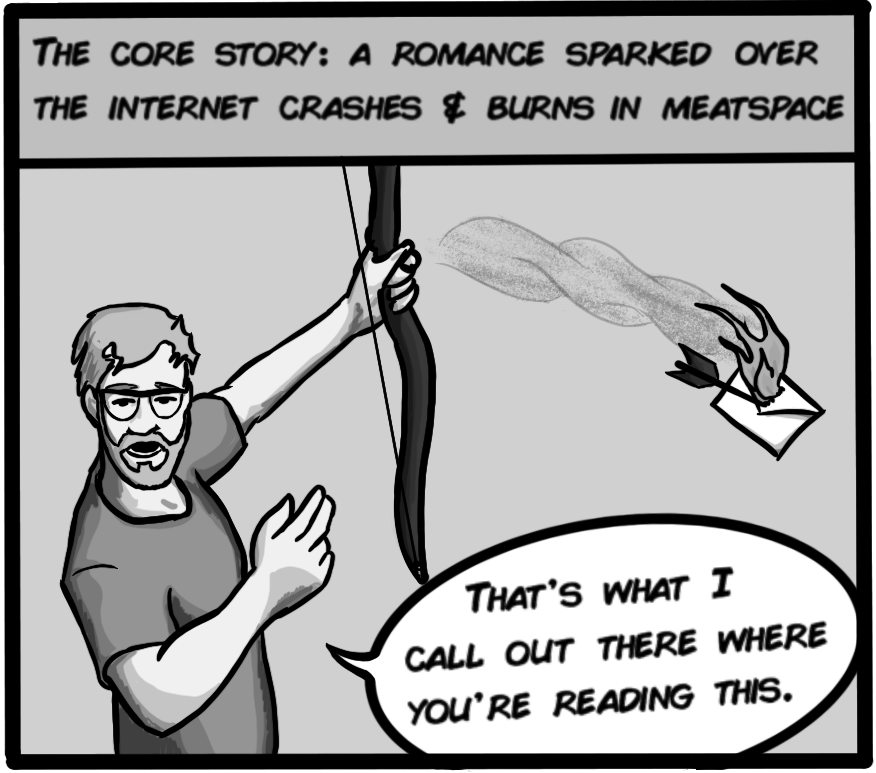 THE CORE STORY: A ROMANCE SPARKED OVER
THE INTERNET CRASHES & BURNS IN MEATSPACE
THAT'S WHAT I
CALL OUT THERE WHERE
YOU'RE READING THIS.